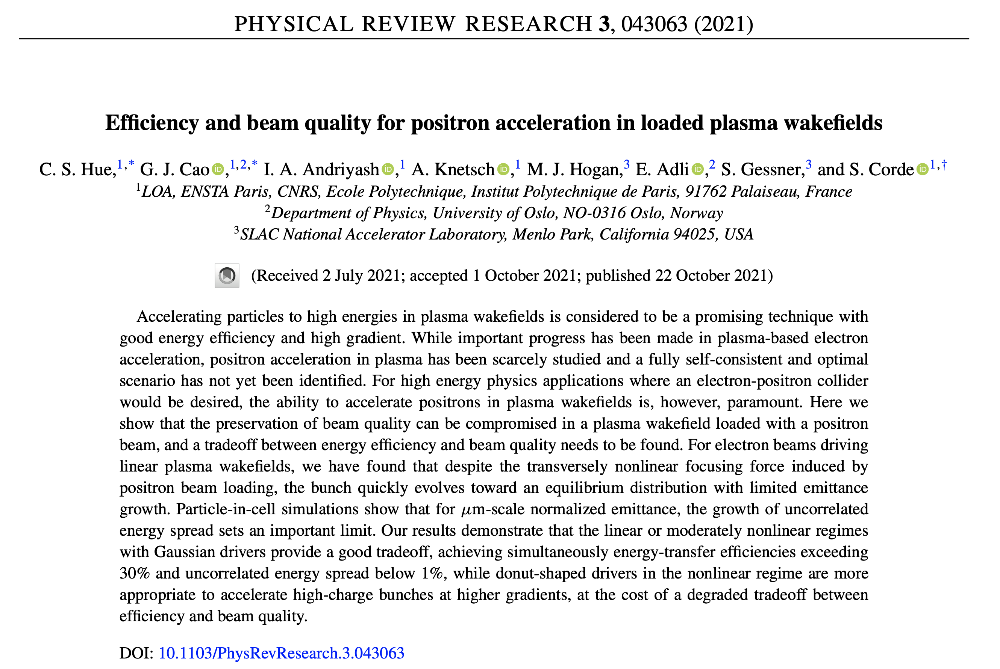 PHYSICAL REVIEW RESEARCH 3, 043063 (2021)
Efficiency and beam quality for positron acceleration in loaded plasma wakefields
C. S. Hue,1,* G. J. Cao iD,1,2,* I. A. Andriyash iD,1 A. Knetsch iD,1 M. J. Hogan,3 E. Adli iD,2 S. Gessner,3 and S. Corde iD1,†
1LOA, ENSTA Paris, CNRS, Ecole Polytechnique, Institut Polytechnique de Paris, 91762 Palaiseau, France
2Department of Physics, University of Oslo, NO-0316 Oslo, Norway
3SLAC National Accelerator Laboratory, Menlo Park, California 94025, USA
(Received 2 July 2021; accepted 1 October 2021; published 22 October 2021)
Accelerating particles to high energies in plasma wakefields is considered to be a promising technique with
good energy efficiency and high gradient. While important progress has been made in plasma-based electron
acceleration, positron acceleration in plasma has been scarcely studied and a fully self-consistent and optimal
scenario has not yet been identified. For high energy physics applications where an electron-positron collider
would be desired, the ability to accelerate positrons in plasma wakefields is, however, paramount. Here we
show that the preservation of beam quality can be compromised in a plasma wakefield loaded with a positron
beam, and a tradeoff between energy efficiency and beam quality needs to be found. For electron beams driving
linear plasma wakefields, we have found that despite the transversely nonlinear focusing force induced by
positron beam loading, the bunch quickly evolves toward an equilibrium distribution with limited emittance
growth. Particle-in-cell simulations show that for μm-scale normalized emittance, the growth of uncorrelated
energy spread sets an important limit. Our results demonstrate that the linear or moderately nonlinear regimes
with Gaussian drivers provide a good tradeoff, achieving simultaneously energy-transfer efficiencies exceeding
30% and uncorrelated energy spread below 1%, while donut-shaped drivers in the nonlinear regime are more
appropriate to accelerate high-charge bunches at higher gradients, at the cost of a degraded tradeoff between
efficiency and beam quality.
DOI: 10.1103/PhysRevResearch.3.043063